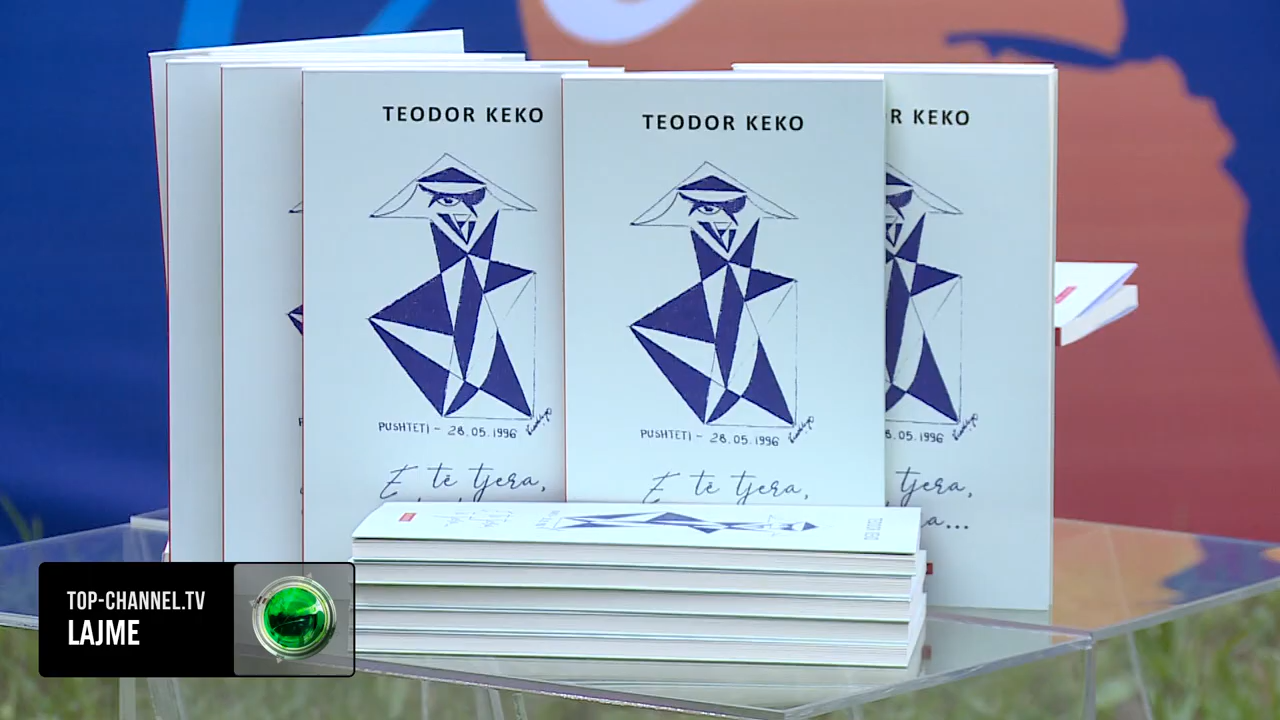 TEODOR KEKO
TEODOR KEKO
R KEKO
PUSHTETI - 28.05.1996
PUSHTETI - 28.05.1996
8.05.1996
E të tjera,
E të tjera,
tjera,
a...
TOP-CHANNEL.TV
LAJME